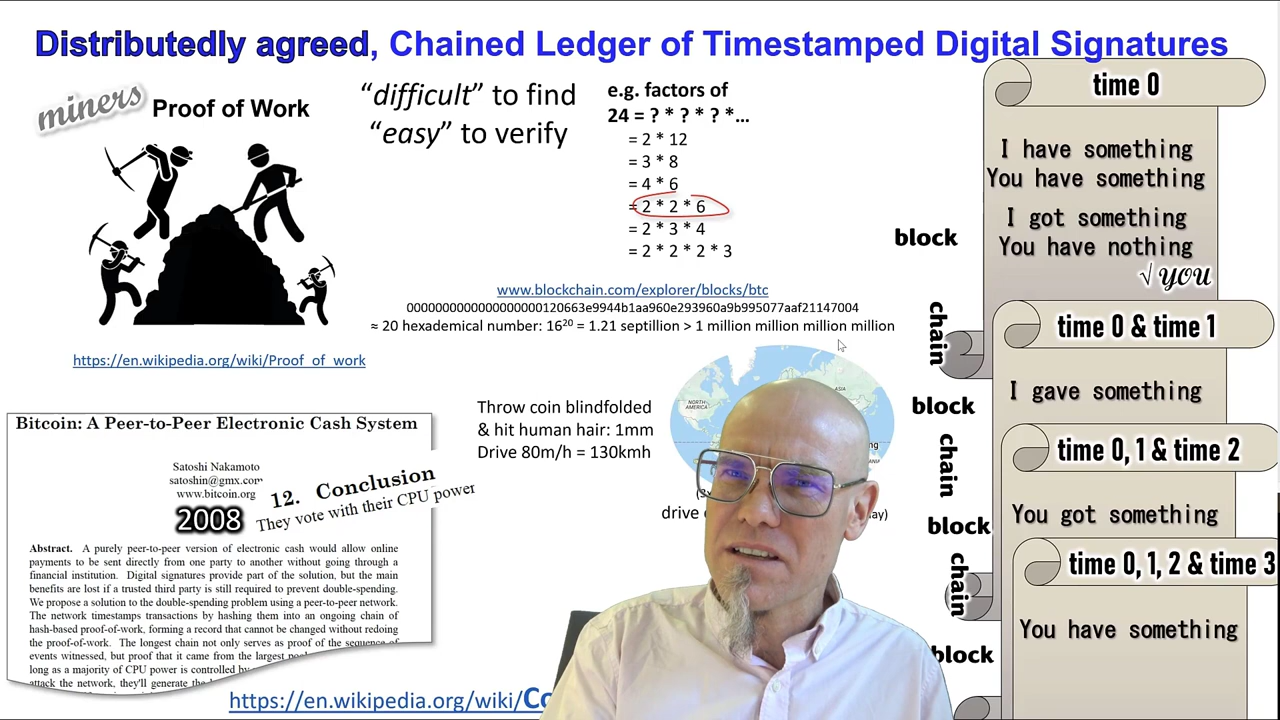 Distributedly agreed, Chained Ledger of Timestamped Digital Signatures
miners
Proof of Work
https://en.wikipedia.org/wiki/Proof_of_work
"difficult" to find
"easy" to verify
e.g. factors of
24 = ? * ? * ? *…
= 2 * 12
= 3 * 8
= 4 * 6
= 2 * 2 * 6
= 2 * 3 * 4
= 2 * 2 * 2 * 3
www.blockchain.com/explorer/blocks/btc
≈ 20 hexademical number: 16²⁰ = 1.21 septillion > 1 million million million million
Throw coin blindfolded
& hit human hair: 1mm
Drive 80m/h = 130kmh
NORTH
AMERICA
ASIA
drive
Bitcoin: A Peer-to-Peer Electronic Cash System
Satoshi Nakamoto
satoshin@gmx.com
www.bitcoin.org
2008
12. Conclusion
They vote with their CPU power
Abstract. A purely peer-to-peer version of electronic cash would allow online
payments to be sent directly from one party to another without going through a
financial institution. Digital signatures provide part of the solution, but the main
benefits are lost if a trusted third party is still required to prevent double-spending.
We propose a solution to the double-spending problem using a peer-to-peer network.
The network timestamps transactions by hashing them into an ongoing chain of
hash-based proof-of-work, forming a record that cannot be changed without redoing
the proof-of-work. The longest chain not only serves as proof of the sequence of
events witnessed, but proof that it came from the largest
long as a majority of CPU power is controlled by
attack the network, they'll generate the
https://en.wikipedia.org/wiki/Co
time 0
I have something
You have something
I got something
You have nothing
√ you
block
chain
time 0 & time 1
I gave something
block
chain
time 0, 1 & time 2
You got something
block
chain
time 0, 1, 2 & time 3
You have something
block